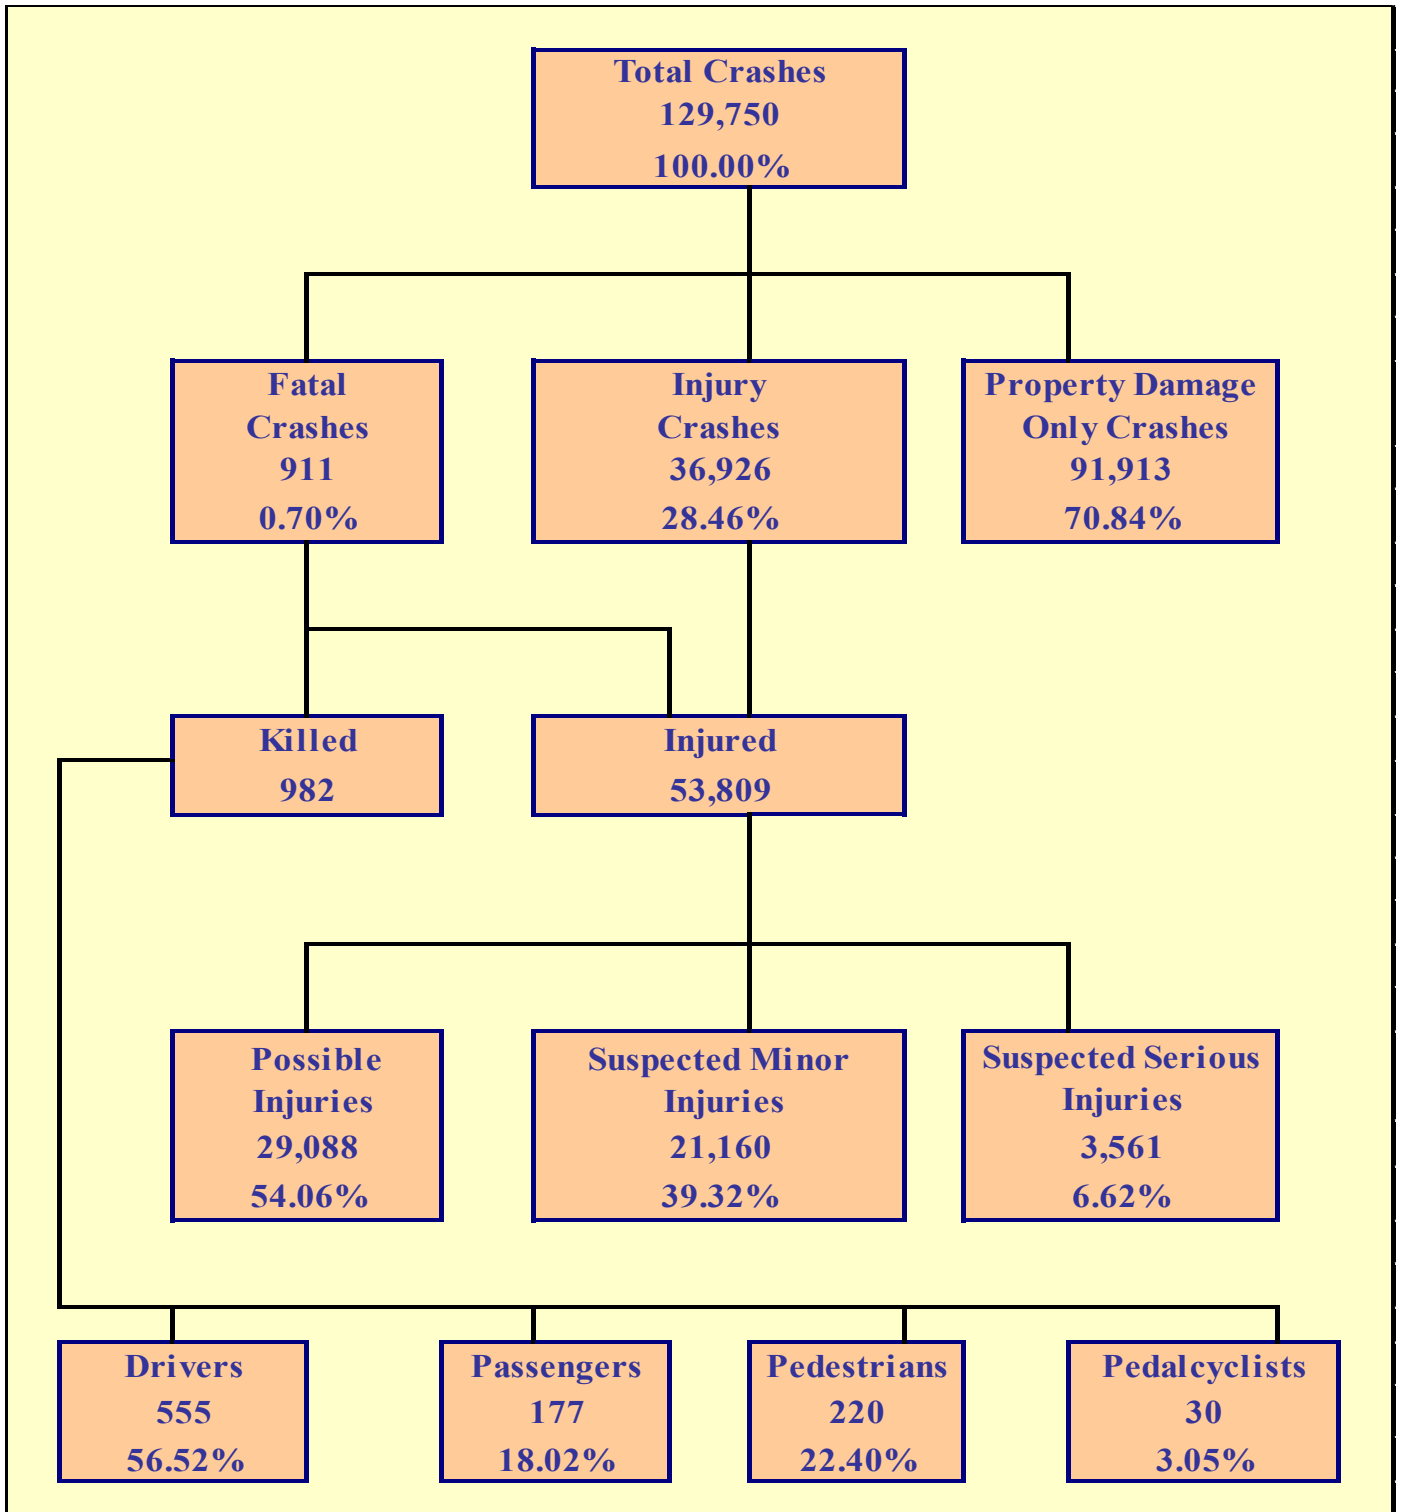 Total Crashes
129,750
100.00%
Fatal
Crashes
911
0.70%
Injury
Crashes
36,926
28.46%
Property Damage
Only Crashes
91,913
70.84%
Killed
982
Injured
53,809
Possible
Injuries
29,088
54.06%
Suspected Minor
Injuries
21,160
39.32%
Suspected Serious
Injuries
3,561
6.62%
Drivers
555
56.52%
Passengers
177
18.02%
Pedestrians
220
22.40%
Pedalcyclists
30
3.05%